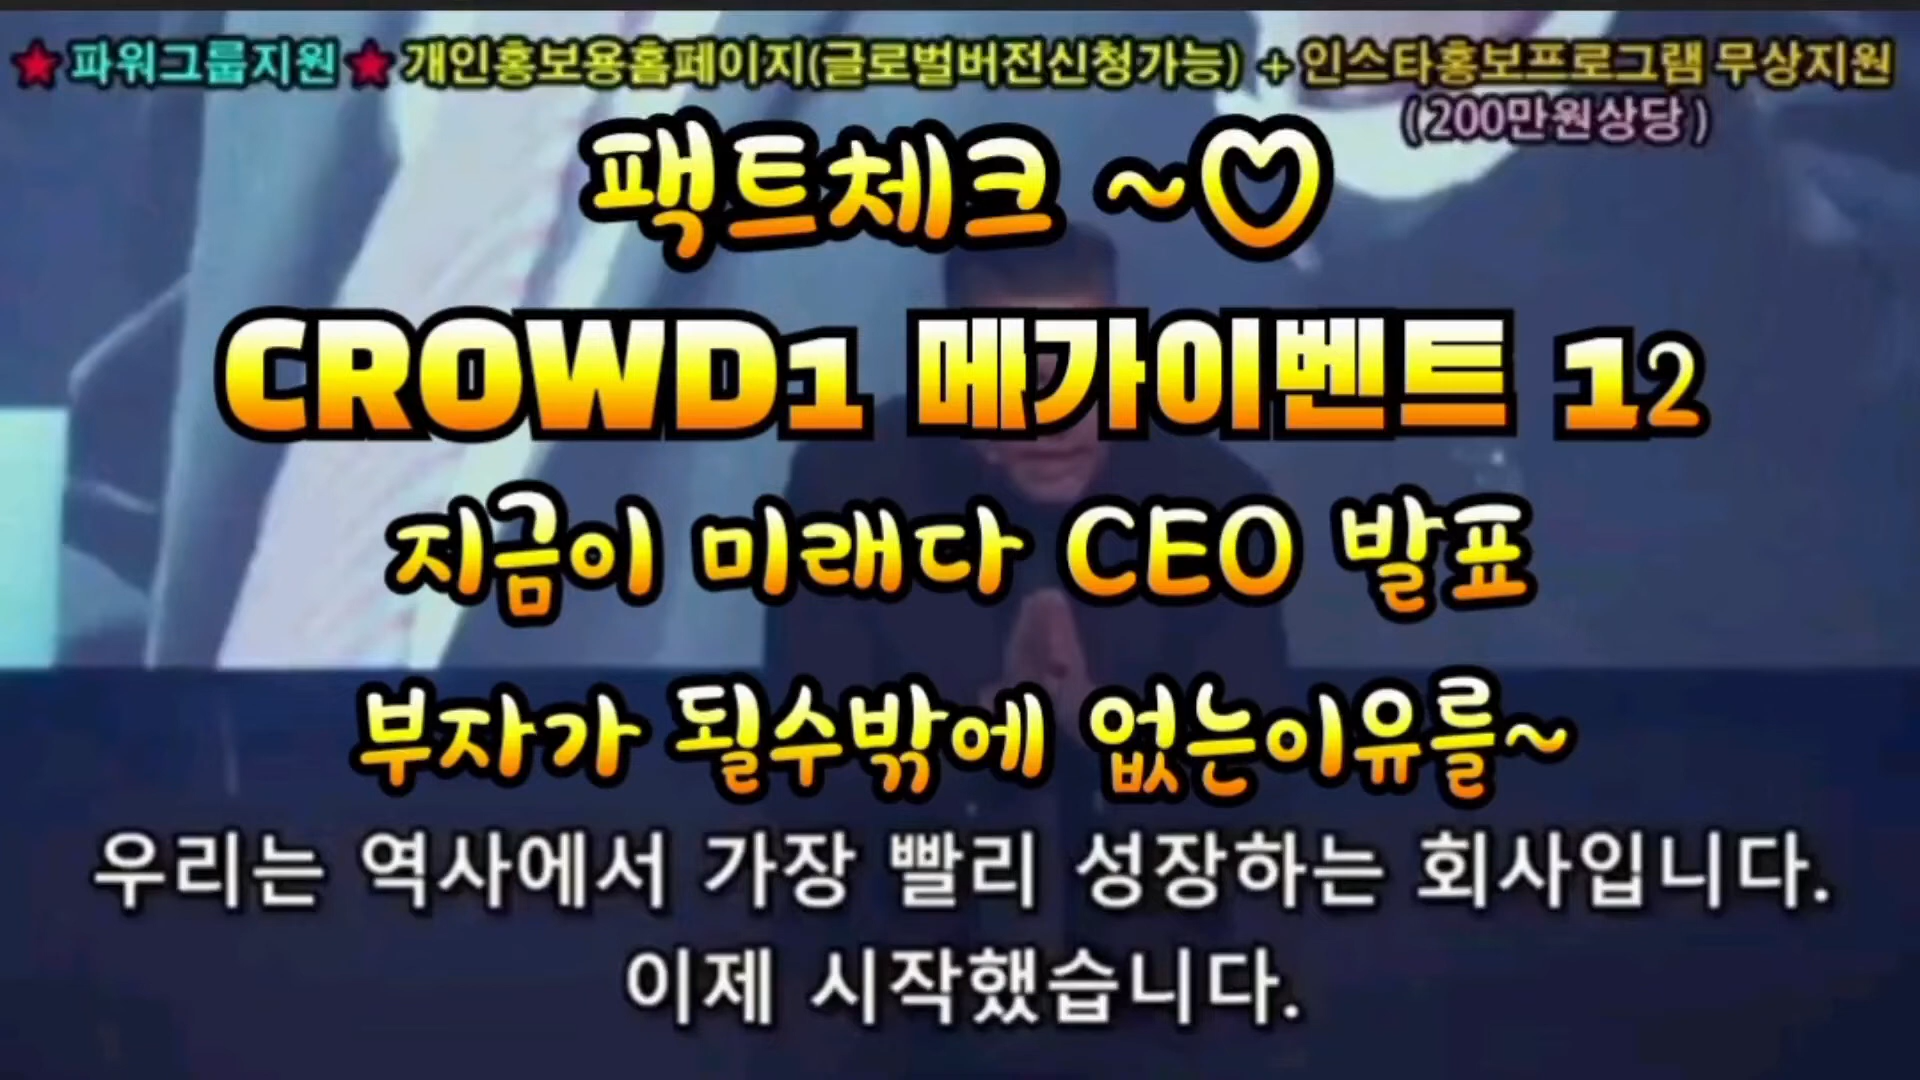 ★파워그룹지원★개인홍보용홈페이지(글로벌버전신청가능) + 인스타홍보프로그램 무상지원
(200만원상당)
팩트체크 ~♡
CROWD1 메가이벤트 12
지금이 미래다 CEO 발표
부자가 될수밖에 없는이유를~
우리는 역사에서 가장 빨리 성장하는 회사입니다.
이제 시작했습니다.